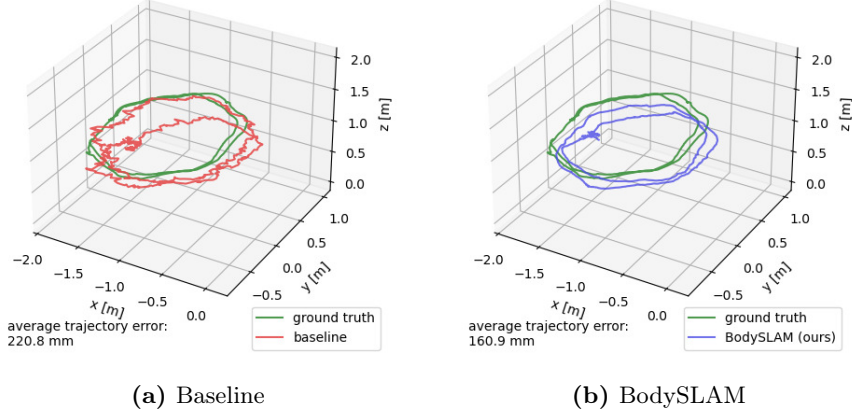 2.0
1.5
1.0
0.5
0.0
z [m]
1.0
0.5
0.0
−0.5
y [m]
−2.0
−1.5
−1.0
−0.5
0.0
x [m]
average trajectory error:
220.8 mm
ground truth
baseline
(a) Baseline
2.0
1.5
1.0
0.5
0.0
z [m]
1.0
0.5
0.0
−0.5
y [m]
−2.0
−1.5
−1.0
−0.5
0.0
x [m]
average trajectory error:
160.9 mm
ground truth
BodySLAM (ours)
(b) BodySLAM